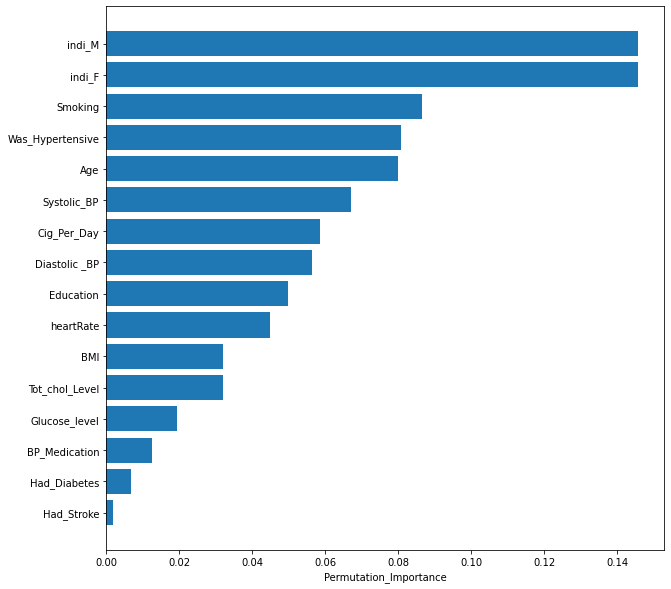 indi_M
indi_F
Smoking
Was_Hypertensive
Age
Systolic_BP
Cig_Per_Day
Diastolic _BP
Education
heartRate
BMI
Tot_chol_Level
Glucose_level
BP_Medication
Had_Diabetes
Had_Stroke
0.00 0.02 0.04 0.06 0.08 0.10 0.12 0.14
Permutation_Importance